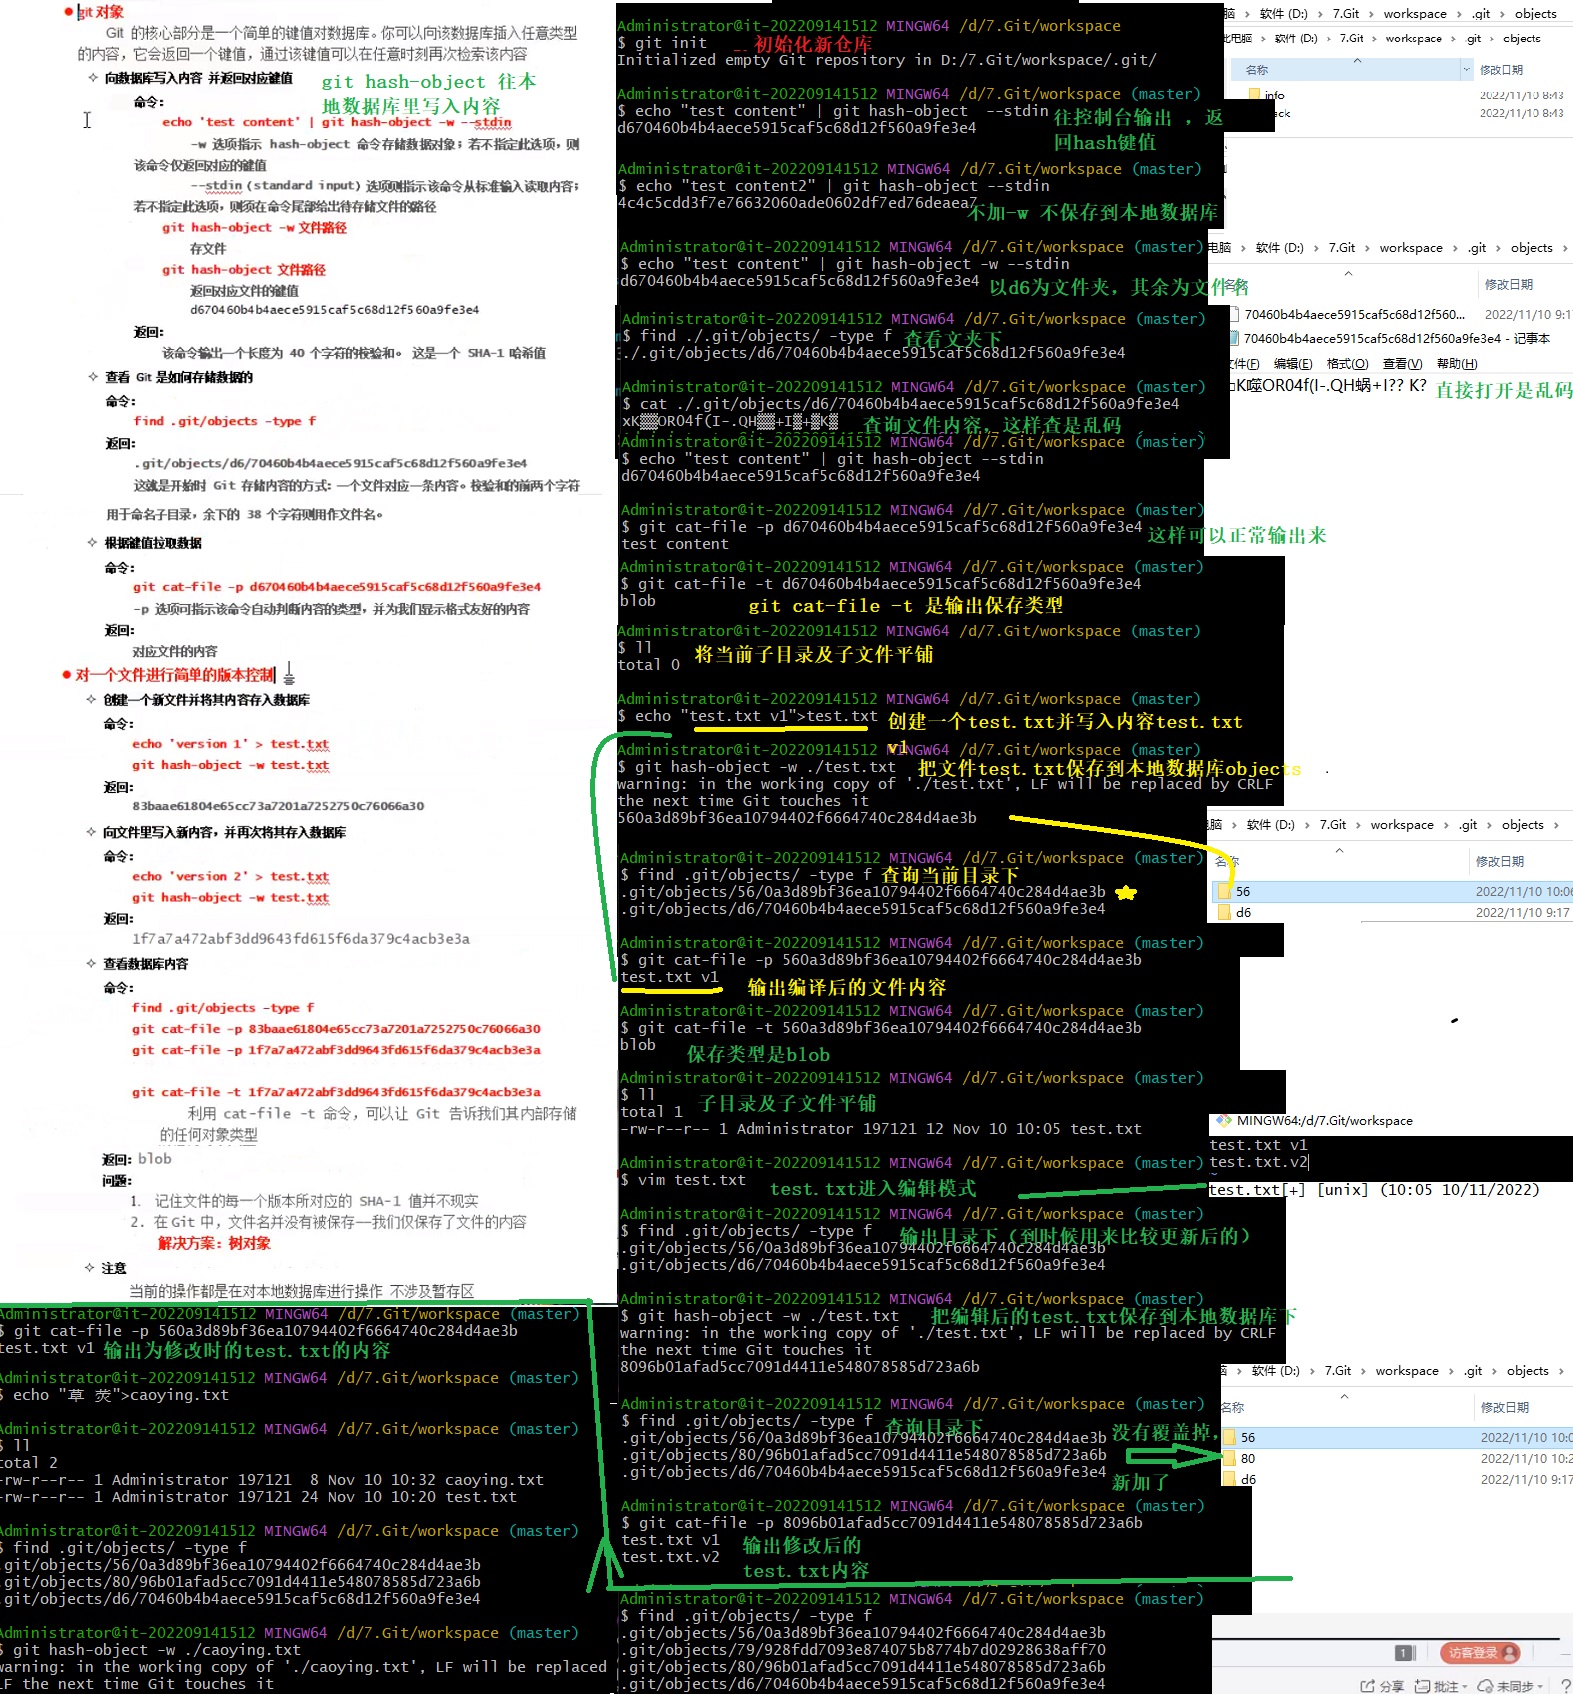 git 对象
Git 的核心部分是一个简单的键值对数据库。你可以向该数据库插入任意类型
的内容，它会返回一个键值，通过该键值可以在任意时刻再次检索该内容
向数据库写入内容 并返回对应键值
git hash-object 往本
地数据库里写入内容
命令：
echo 'test content' | git hash-object -w --stdin
-w 选项指示 hash-object 命令存储数据对象；若不指定此选项，则
该命令仅返回对应的键值
--stdin（standard input）选项则指示该命令从标准输入读取内容；
若不指定此选项，则须在命令尾部给出待存储文件的路径
git hash-object -w 文件路径
存文件
git hash-object 文件路径
返回对应文件的键值
d670460b4b4aece5915caf5c68d12f560a9fe3e4
返回：
该命令输出一个长度为 40 个字符的校验和。 这是一个 SHA-1 哈希值
查看 Git 是如何存储数据的
命令：
find .git/objects -type f
返回：
.git/objects/d6/70460b4b4aece5915caf5c68d12f560a9fe3e4
这就是开始时 Git 存储内容的方式：一个文件对应一条内容。校验和的前两个字符
用于命名子目录，余下的 38 个字符则用作文件名。
根据键值拉取数据
命令：
git cat-file -p d670460b4b4aece5915caf5c68d12f560a9fe3e4
-p 选项可指示该命令自动判断内容的类型，并为我们显示格式友好的内容
返回：
对应文件的内容
对一个文件进行简单的版本控制
创建一个新文件并将其内容存入数据库
命令：
echo 'version 1' > test.txt
git hash-object -w test.txt
返回：
83baae61804e65cc73a7201a7252750c76066a30
向文件里写入新内容，并再次将其存入数据库
命令：
echo 'version 2' > test.txt
git hash-object -w test.txt
返回：
1f7a7a472abf3dd9643fd615f6da379c4acb3e3a
查看数据库内容
命令：
find .git/objects -type f
git cat-file -p 83baae61804e65cc73a7201a7252750c76066a30
git cat-file -p 1f7a7a472abf3dd9643fd615f6da379c4acb3e3a
git cat-file -t 1f7a7a472abf3dd9643fd615f6da379c4acb3e3a
利用 cat-file -t 命令，可以让 Git 告诉我们其内部存储
的任何对象类型
返回：blob
问题：
1. 记住文件的每一个版本所对应的 SHA-1 值并不现实
2. 在Git 中，文件名并没有被保存——我们仅保存了文件的内容
解决方案：树对象
注意
当前的操作都是在对本地数据库进行操作 不涉及暂存区
Administrator@it-202209141512 MINGW64 /d/7.Git/workspace (master)
$ git cat-file -p 560a3d89bf36ea10794402f6664740c284d4ae3b
test.txt v1 输出为修改时的test.txt的内容
Administrator@it-202209141512 MINGW64 /d/7.Git/workspace (master)
$ echo "草 荧">caoying.txt
Administrator@it-202209141512 MINGW64 /d/7.Git/workspace (master)
$ ll
total 2
-rw-r--r-- 1 Administrator 197121  8 Nov 10 10:32 caoying.txt
-rw-r--r-- 1 Administrator 197121 24 Nov 10 10:20 test.txt
Administrator@it-202209141512 MINGW64 /d/7.Git/workspace (master)
$ find .git/objects/ -type f
.git/objects/56/0a3d89bf36ea10794402f6664740c284d4ae3b
.git/objects/80/96b01afad5cc7091d4411e548078585d723a6b
.git/objects/d6/70460b4b4aece5915caf5c68d12f560a9fe3e4
Administrator@it-202209141512 MINGW64 /d/7.Git/workspace (master)
$ git hash-object -w ./caoying.txt
warning: in the working copy of './caoying.txt', LF will be replaced
LF the next time Git touches it
Administrator@it-202209141512 MINGW64 /d/7.Git/workspace
$ git init 初始化新仓库
Initialized empty Git repository in D:/7.Git/workspace/.git/
Administrator@it-202209141512 MINGW64 /d/7.Git/workspace (master)
$ echo "test content" | git hash-object --stdin
d670460b4b4aece5915caf5c68d12f560a9fe3e4
往控制台输出 ，返
回hash键值
Administrator@it-202209141512 MINGW64 /d/7.Git/workspace (master)
$ echo "test content2" | git hash-object --stdin
4c4c5cdd3f7e76632060ade0602df7ed76deaea7
不加-w 不保存到本地数据库
Administrator@it-202209141512 MINGW64 /d/7.Git/workspace (master)
$ echo "test content" | git hash-object -w --stdin
d670460b4b4aece5915caf5c68d12f560a9fe3e4
以d6为文件夹，其余为文件名
Administrator@it-202209141512 MINGW64 /d/7.Git/workspace (master)
$ find ./.git/objects/ -type f 查看文夹下
./.git/objects/d6/70460b4b4aece5915caf5c68d12f560a9fe3e4
Administrator@it-202209141512 MINGW64 /d/7.Git/workspace (master)
$ cat ./.git/objects/d6/70460b4b4aece5915caf5c68d12f560a9fe3e4
查询文件内容，这样查是乱码
Administrator@it-202209141512 MINGW64 /d/7.Git/workspace (master)
$ echo "test content" | git hash-object --stdin
d670460b4b4aece5915caf5c68d12f560a9fe3e4
Administrator@it-202209141512 MINGW64 /d/7.Git/workspace (master)
$ git cat-file -p d670460b4b4aece5915caf5c68d12f560a9fe3e4
test content
这样可以正常输出来
Administrator@it-202209141512 MINGW64 /d/7.Git/workspace (master)
$ git cat-file -t d670460b4b4aece5915caf5c68d12f560a9fe3e4
blob
git cat-file -t 是输出保存类型
Administrator@it-202209141512 MINGW64 /d/7.Git/workspace (master)
$ ll
total 0
将当前子目录及子文件平铺
Administrator@it-202209141512 MINGW64 /d/7.Git/workspace (master)
$ echo "test.txt v1">test.txt
创建一个test.txt并写入内容test.txt
v1
Administrator@it-202209141512 MINGW64 /d/7.Git/workspace (master)
$ git hash-object -w ./test.txt 把文件test.txt保存到本地数据库objects
warning: in the working copy of './test.txt', LF will be replaced by CRLF
the next time Git touches it
560a3d89bf36ea10794402f6664740c284d4ae3b
Administrator@it-202209141512 MINGW64 /d/7.Git/workspace (master)
$ find .git/objects/ -type f 查询当前目录下
.git/objects/56/0a3d89bf36ea10794402f6664740c284d4ae3b
.git/objects/d6/70460b4b4aece5915caf5c68d12f560a9fe3e4
Administrator@it-202209141512 MINGW64 /d/7.Git/workspace (master)
$ git cat-file -p 560a3d89bf36ea10794402f6664740c284d4ae3b
test.txt v1
输出编译后的文件内容
Administrator@it-202209141512 MINGW64 /d/7.Git/workspace (master)
$ git cat-file -t 560a3d89bf36ea10794402f6664740c284d4ae3b
blob
保存类型是blob
Administrator@it-202209141512 MINGW64 /d/7.Git/workspace (master)
$ ll
total 1
子目录及子文件平铺
-rw-r--r-- 1 Administrator 197121 12 Nov 10 10:05 test.txt
Administrator@it-202209141512 MINGW64 /d/7.Git/workspace (master)
$ vim test.txt
test.txt进入编辑模式
Administrator@it-202209141512 MINGW64 /d/7.Git/workspace (master)
$ find .git/objects/ -type f 输出目录下（到时候用来比较更新后的）
.git/objects/56/0a3d89bf36ea10794402f6664740c284d4ae3b
.git/objects/d6/70460b4b4aece5915caf5c68d12f560a9fe3e4
Administrator@it-202209141512 MINGW64 /d/7.Git/workspace (master)
$ git hash-object -w ./test.txt 把编辑后的test.txt保存到本地数据库下
warning: in the working copy of './test.txt', LF will be replaced by CRLF
the next time Git touches it
8096b01afad5cc7091d4411e548078585d723a6b
Administrator@it-202209141512 MINGW64 /d/7.Git/workspace (master)
$ find .git/objects/ -type f 查询目录下
.git/objects/56/0a3d89bf36ea10794402f6664740c284d4ae3b
.git/objects/80/96b01afad5cc7091d4411e548078585d723a6b
.git/objects/d6/70460b4b4aece5915caf5c68d12f560a9fe3e4
没有覆盖掉，
新加了
Administrator@it-202209141512 MINGW64 /d/7.Git/workspace (master)
$ git cat-file -p 8096b01afad5cc7091d4411e548078585d723a6b
test.txt v1
test.txt.v2
输出修改后的
test.txt内容
Administrator@it-202209141512 MINGW64 /d/7.Git/workspace (master)
$ find .git/objects/ -type f
.git/objects/56/0a3d89bf36ea10794402f6664740c284d4ae3b
.git/objects/79/928fdd7093e874075b8774b7d02928638aff70
.git/objects/80/96b01afad5cc7091d4411e548078585d723a6b
.git/objects/d6/70460b4b4aece5915caf5c68d12f560a9fe3e4
脑 › 软件 (D:) › 7.Git › workspace › .git › objects
此电脑 › 软件 (D:) › 7.Git › workspace › .git › objects
名称 修改日期
info 2022/11/10 8:43
ack 2022/11/10 8:43
电脑 › 软件 (D:) › 7.Git › workspace › .git › objects ›
名 修改日期
70460b4b4aece5915caf5c68d12f560... 2022/11/10 9:1
70460b4b4aece5915caf5c68d12f560a9fe3e4 - 记事本
文件(F) 编辑(E) 格式(O) 查看(V) 帮助(H)
K噬OR04f(I-.QH蜗+I?? K? 直接打开是乱码
脑 › 软件 (D:) › 7.Git › workspace › .git › objects ›
名称 修改日期
56 2022/11/10 10:06
d6 2022/11/10 9:17
MINGW64:/d/7.Git/workspace
test.txt v1
test.txt.v2
test.txt[+] [unix] (10:05 10/11/2022)
脑 › 软件 (D:) › 7.Git › workspace › .git › objects ›
名称 修改日期
56 2022/11/10 10:0
80 2022/11/10 10:2
d6 2022/11/10 9:17
1 访客登录
分享 批注 未同步 ?